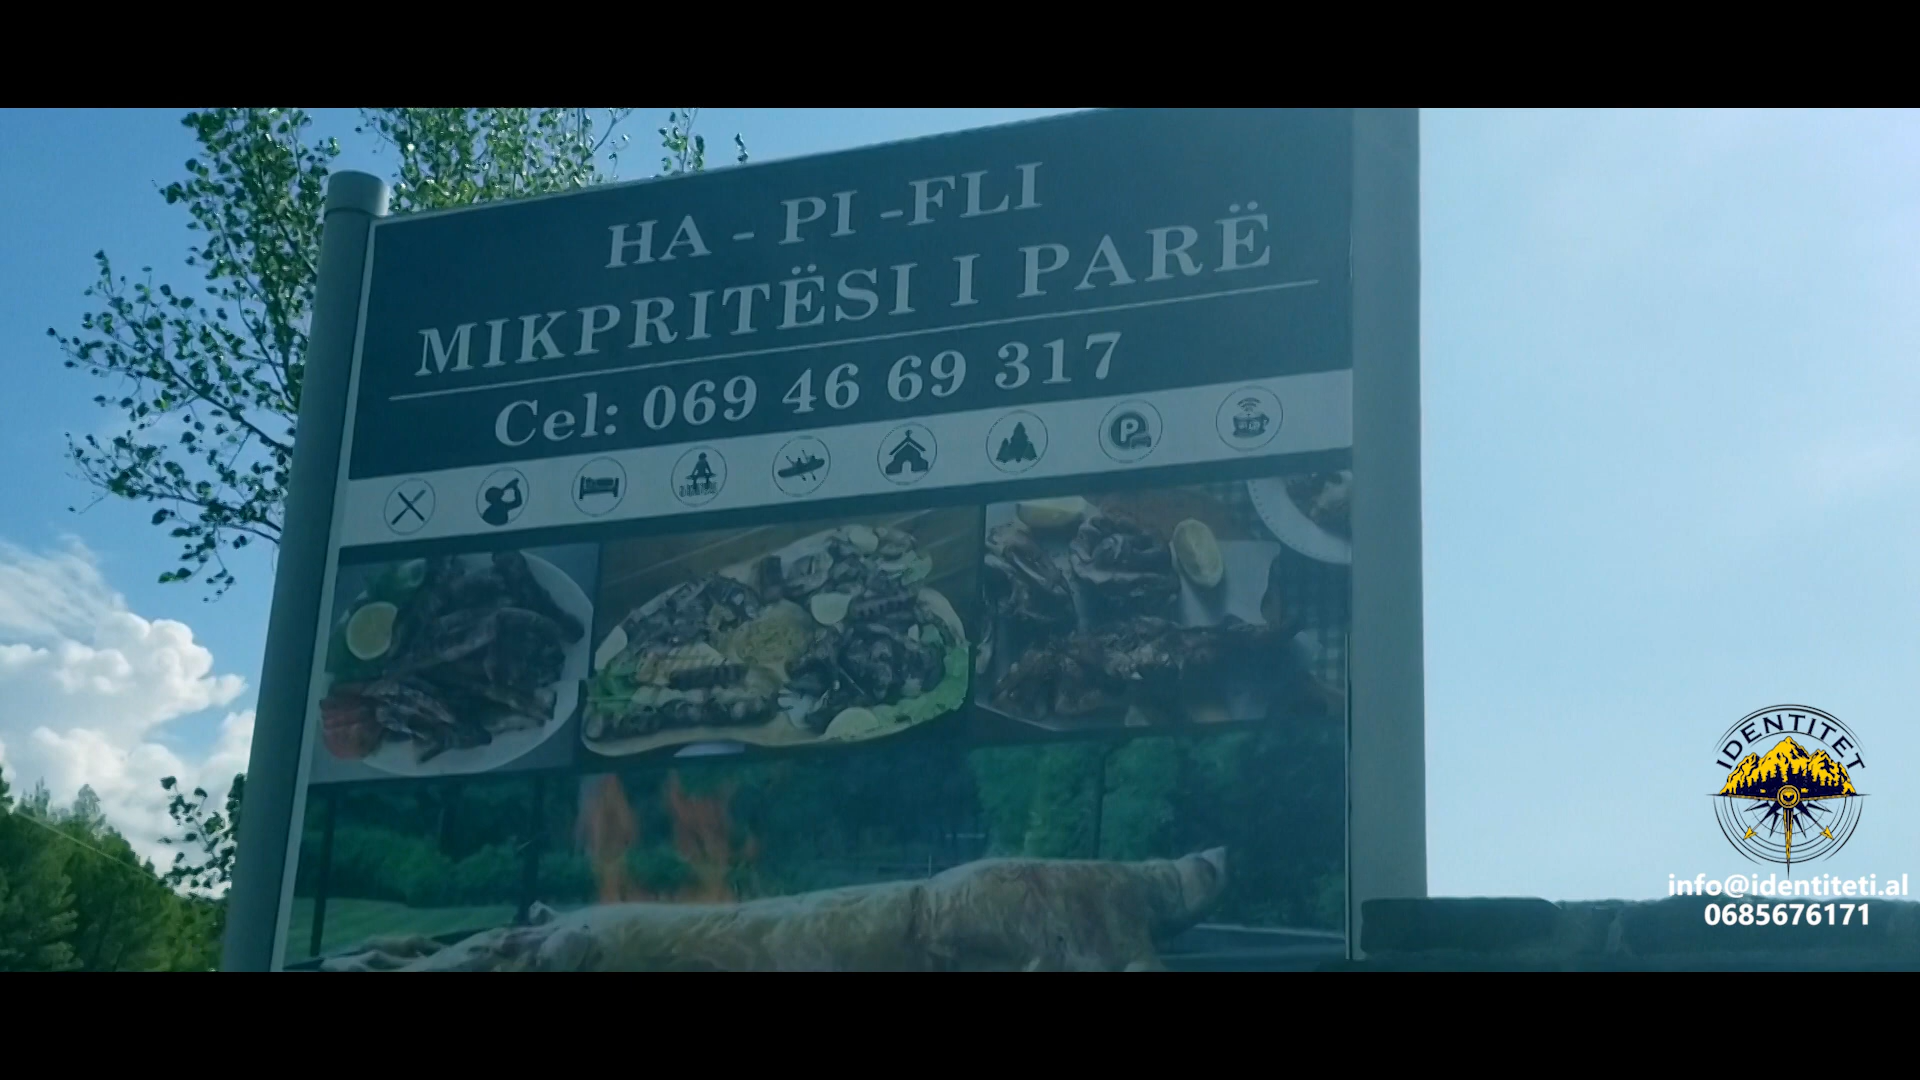 HA - PI -FLI
MIKPRITËSI I PARË
Cel: 069 46 69 317
P
IDENTITET
info@identiteti.al
0685676171